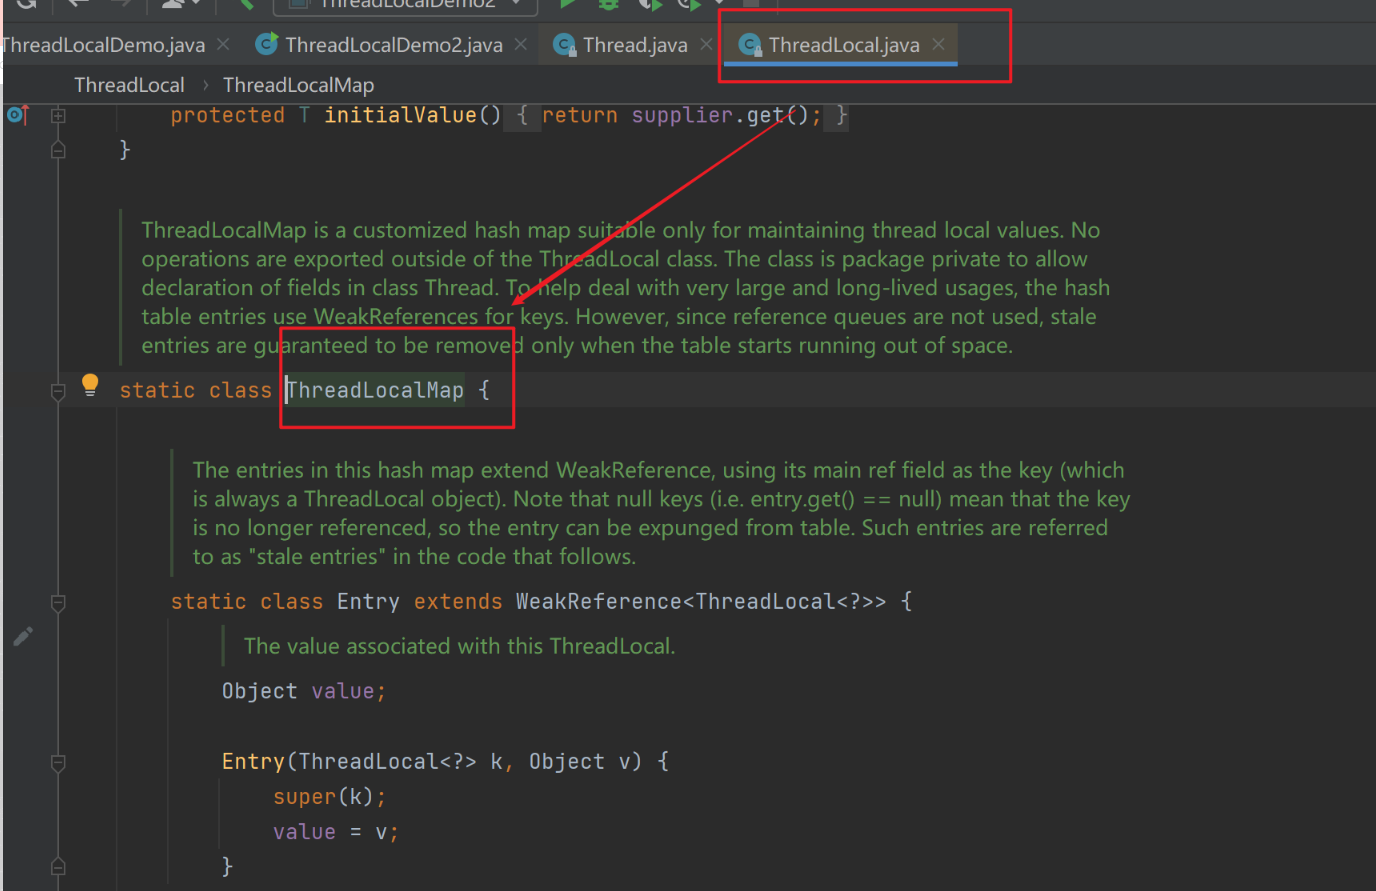 ThreadLocalDemo2
ThreadLocalDemo.java ThreadLocalDemo2.java Thread.java ThreadLocal.java
ThreadLocal › ThreadLocalMap
protected T initialValue() { return supplier.get(); }
}
ThreadLocalMap is a customized hash map suitable only for maintaining thread local values. No
operations are exported outside of the ThreadLocal class. The class is package private to allow
declaration of fields in class Thread. To help deal with very large and long-lived usages, the hash
table entries use WeakReferences for keys. However, since reference queues are not used, stale
entries are guaranteed to be removed only when the table starts running out of space.
static class ThreadLocalMap {
The entries in this hash map extend WeakReference, using its main ref field as the key (which
is always a ThreadLocal object). Note that null keys (i.e. entry.get() == null) mean that the key
is no longer referenced, so the entry can be expunged from table. Such entries are referred
to as "stale entries" in the code that follows.
static class Entry extends WeakReference<ThreadLocal<?>> {
The value associated with this ThreadLocal.
Object value;
Entry(ThreadLocal<?> k, Object v) {
super(k);
value = v;
}